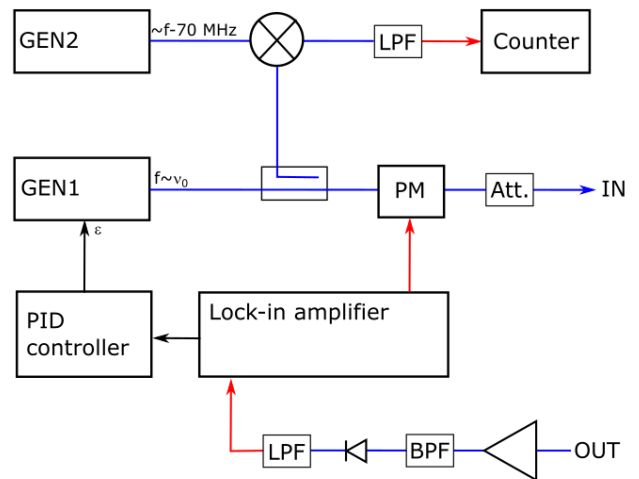 GEN2
~f-70 MHz
LPF
Counter
GEN1
f~ν₀
PM
Att.
IN
ε
PID
controller
Lock-in amplifier
LPF
BPF
OUT